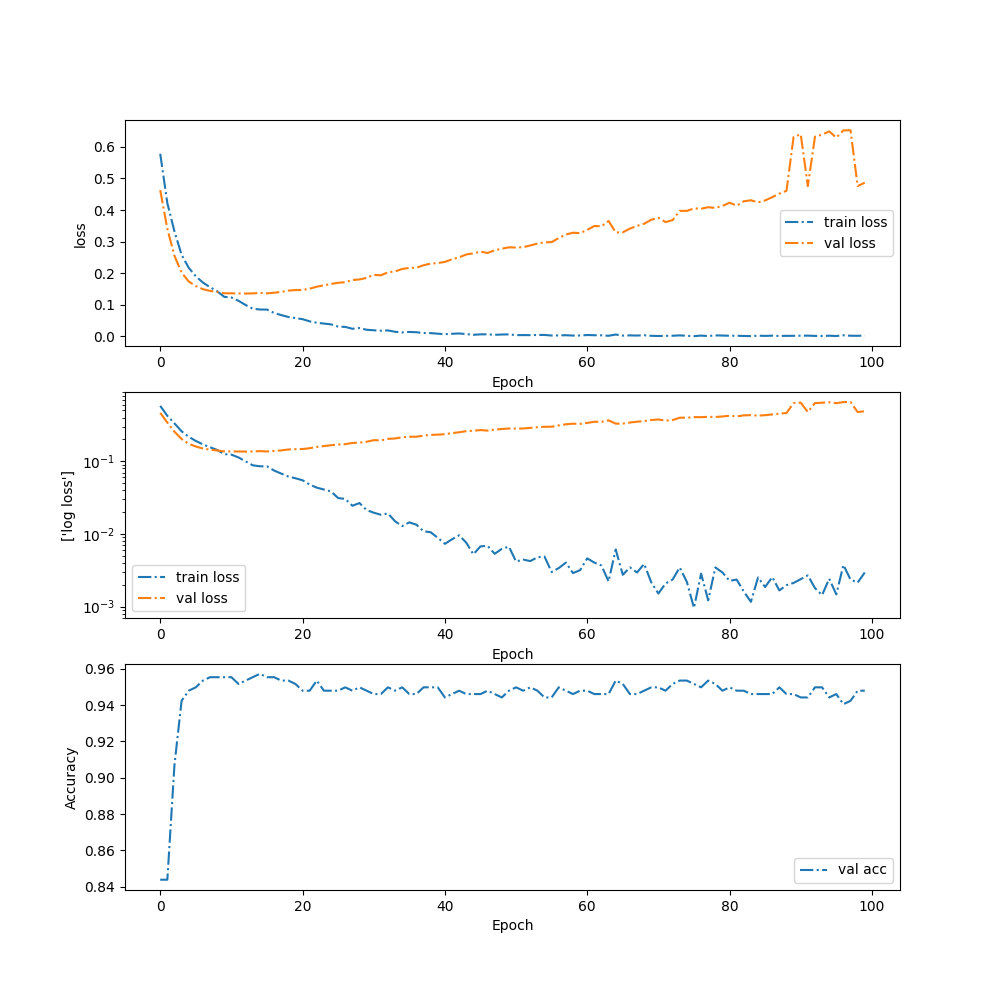 0.6
0.5
0.4
0.3
0.2
0.1
0.0
loss
train loss
val loss
0 20 40 60 80 100
Epoch
10⁻¹
10⁻²
10⁻³
['log loss']
train loss
val loss
0 20 40 60 80 100
Epoch
0.96
0.94
0.92
0.90
0.88
0.86
0.84
Accuracy
val acc
0 20 40 60 80 100
Epoch